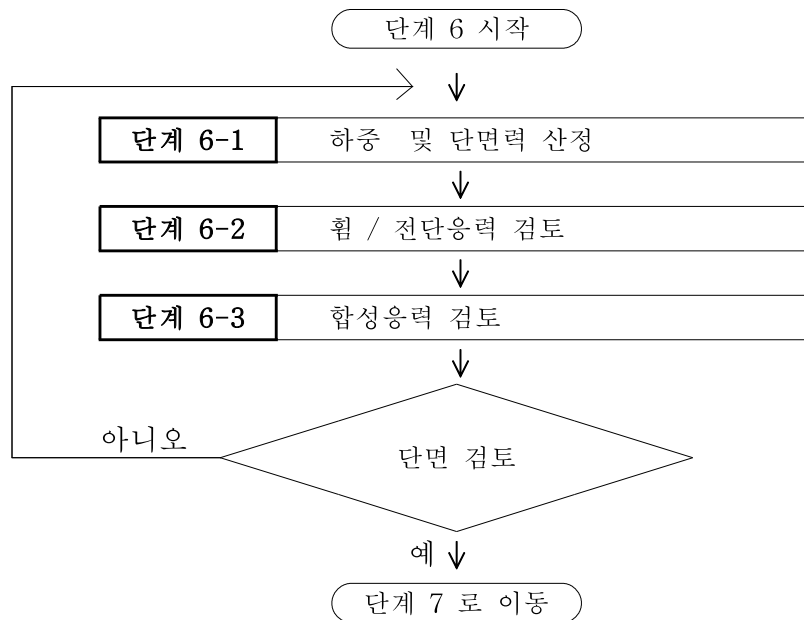 단계 6 시작
단계 6-1 하중 및 단면력 산정
단계 6-2 휨 / 전단응력 검토
단계 6-3 합성응력 검토
아니오
단면 검토
예
단계 7 로 이동